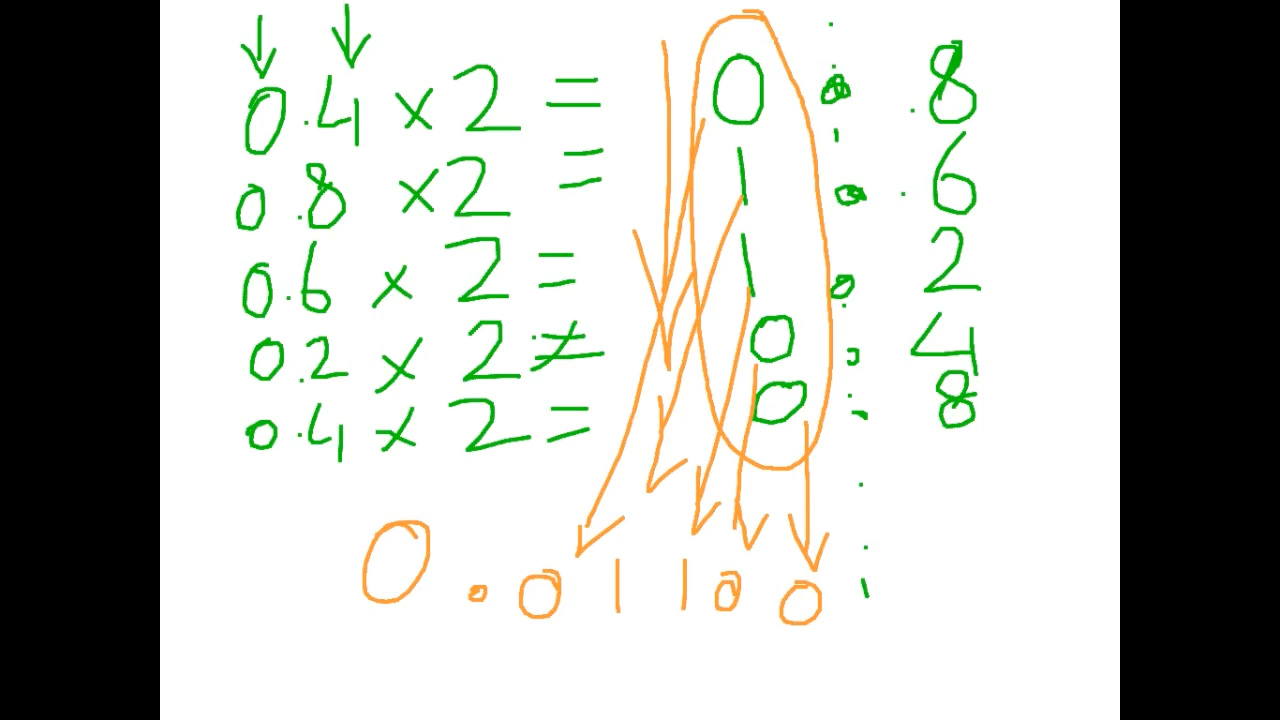 0.4 × 2 = 0 . .8
0.8 × 2 = 1 . .6
0.6 × 2 = 1 . 2
0.2 × 2 = 0 . 4
0.4 × 2 = 0 . 8
0.01100